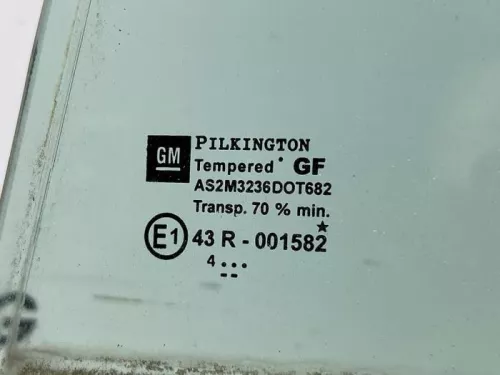 GM
PILKINGTON
Tempered GF
AS2M3236DOT682
Transp. 70 % min.
E1 43 R - 001582
4 ...